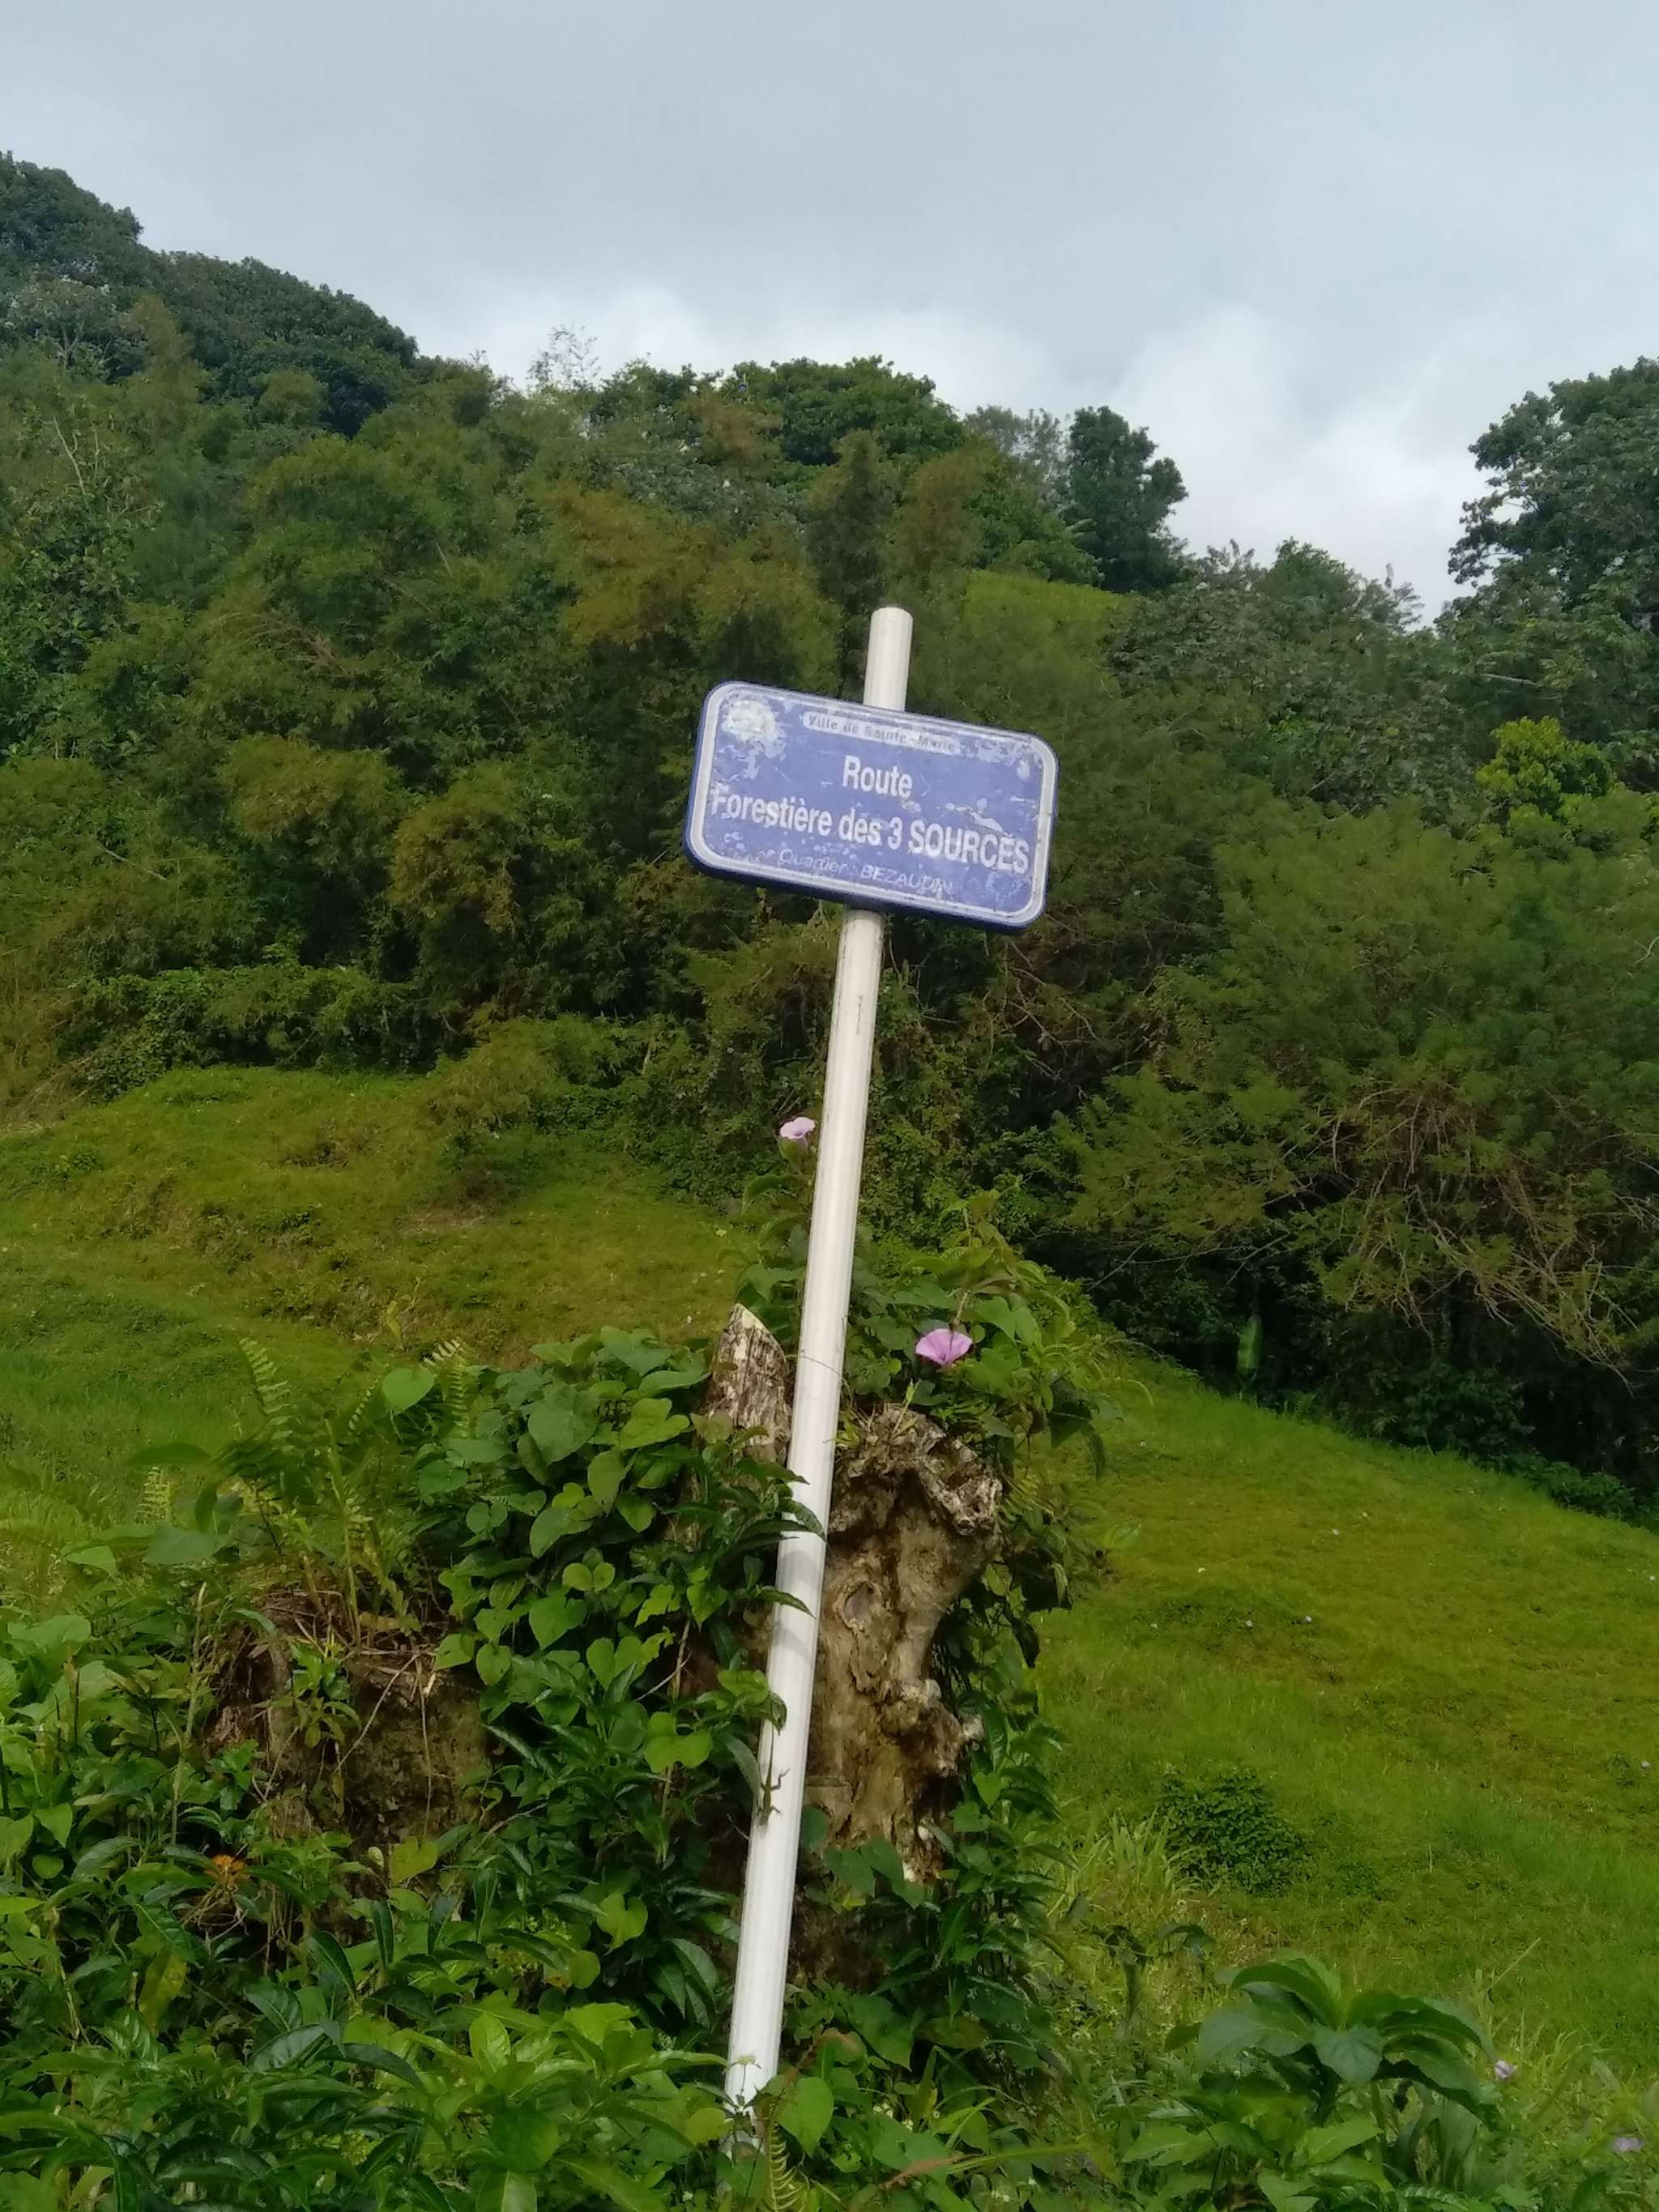 Ville de Sainte-Marie
Route
Forestière des 3 SOURCES
Quartier : BEZAUDIN